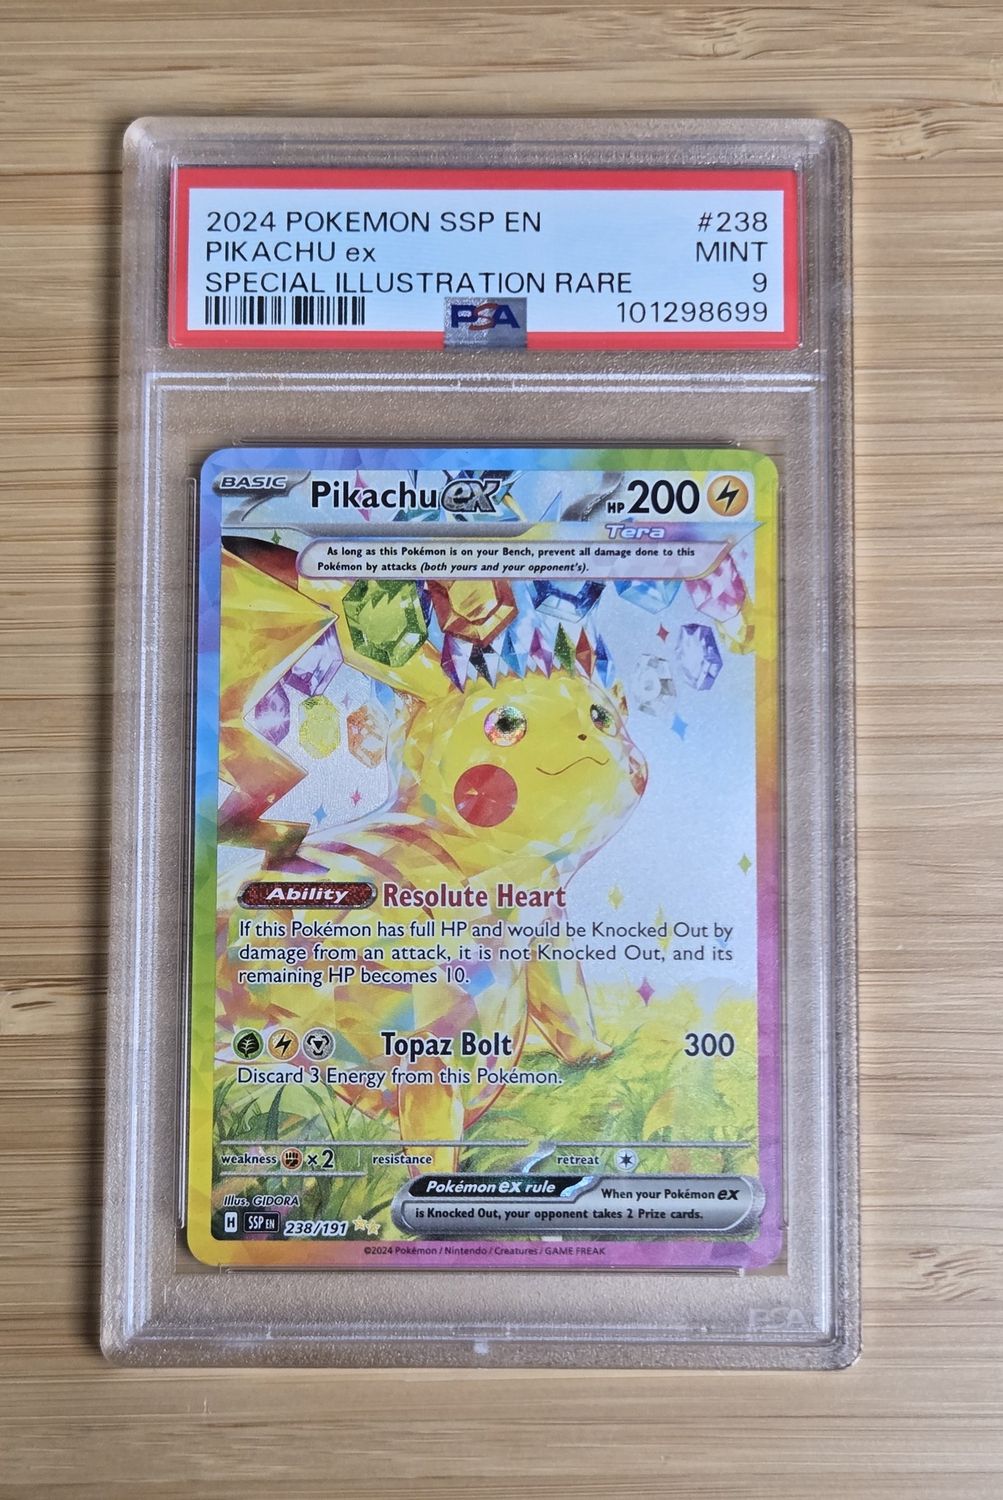 2024 POKEMON SSP EN #238
PIKACHU ex MINT
SPECIAL ILLUSTRATION RARE 9
PSA 101298699
BASIC Pikachu ex HP 200
Tera
As long as this Pokémon is on your Bench, prevent all damage done to this
Pokémon by attacks (both yours and your opponent's).
Ability Resolute Heart
If this Pokémon has full HP and would be Knocked Out by
damage from an attack, it is not Knocked Out, and its
remaining HP becomes 10.
Topaz Bolt 300
Discard 3 Energy from this Pokémon.
weakness ×2 resistance retreat
Pokémon ex rule When your Pokémon ex
is Knocked Out, your opponent takes 2 Prize cards.
Illus. GIDORA
H SSP EN 238/191
©2024 Pokémon / Nintendo / Creatures / GAME FREAK
PSA